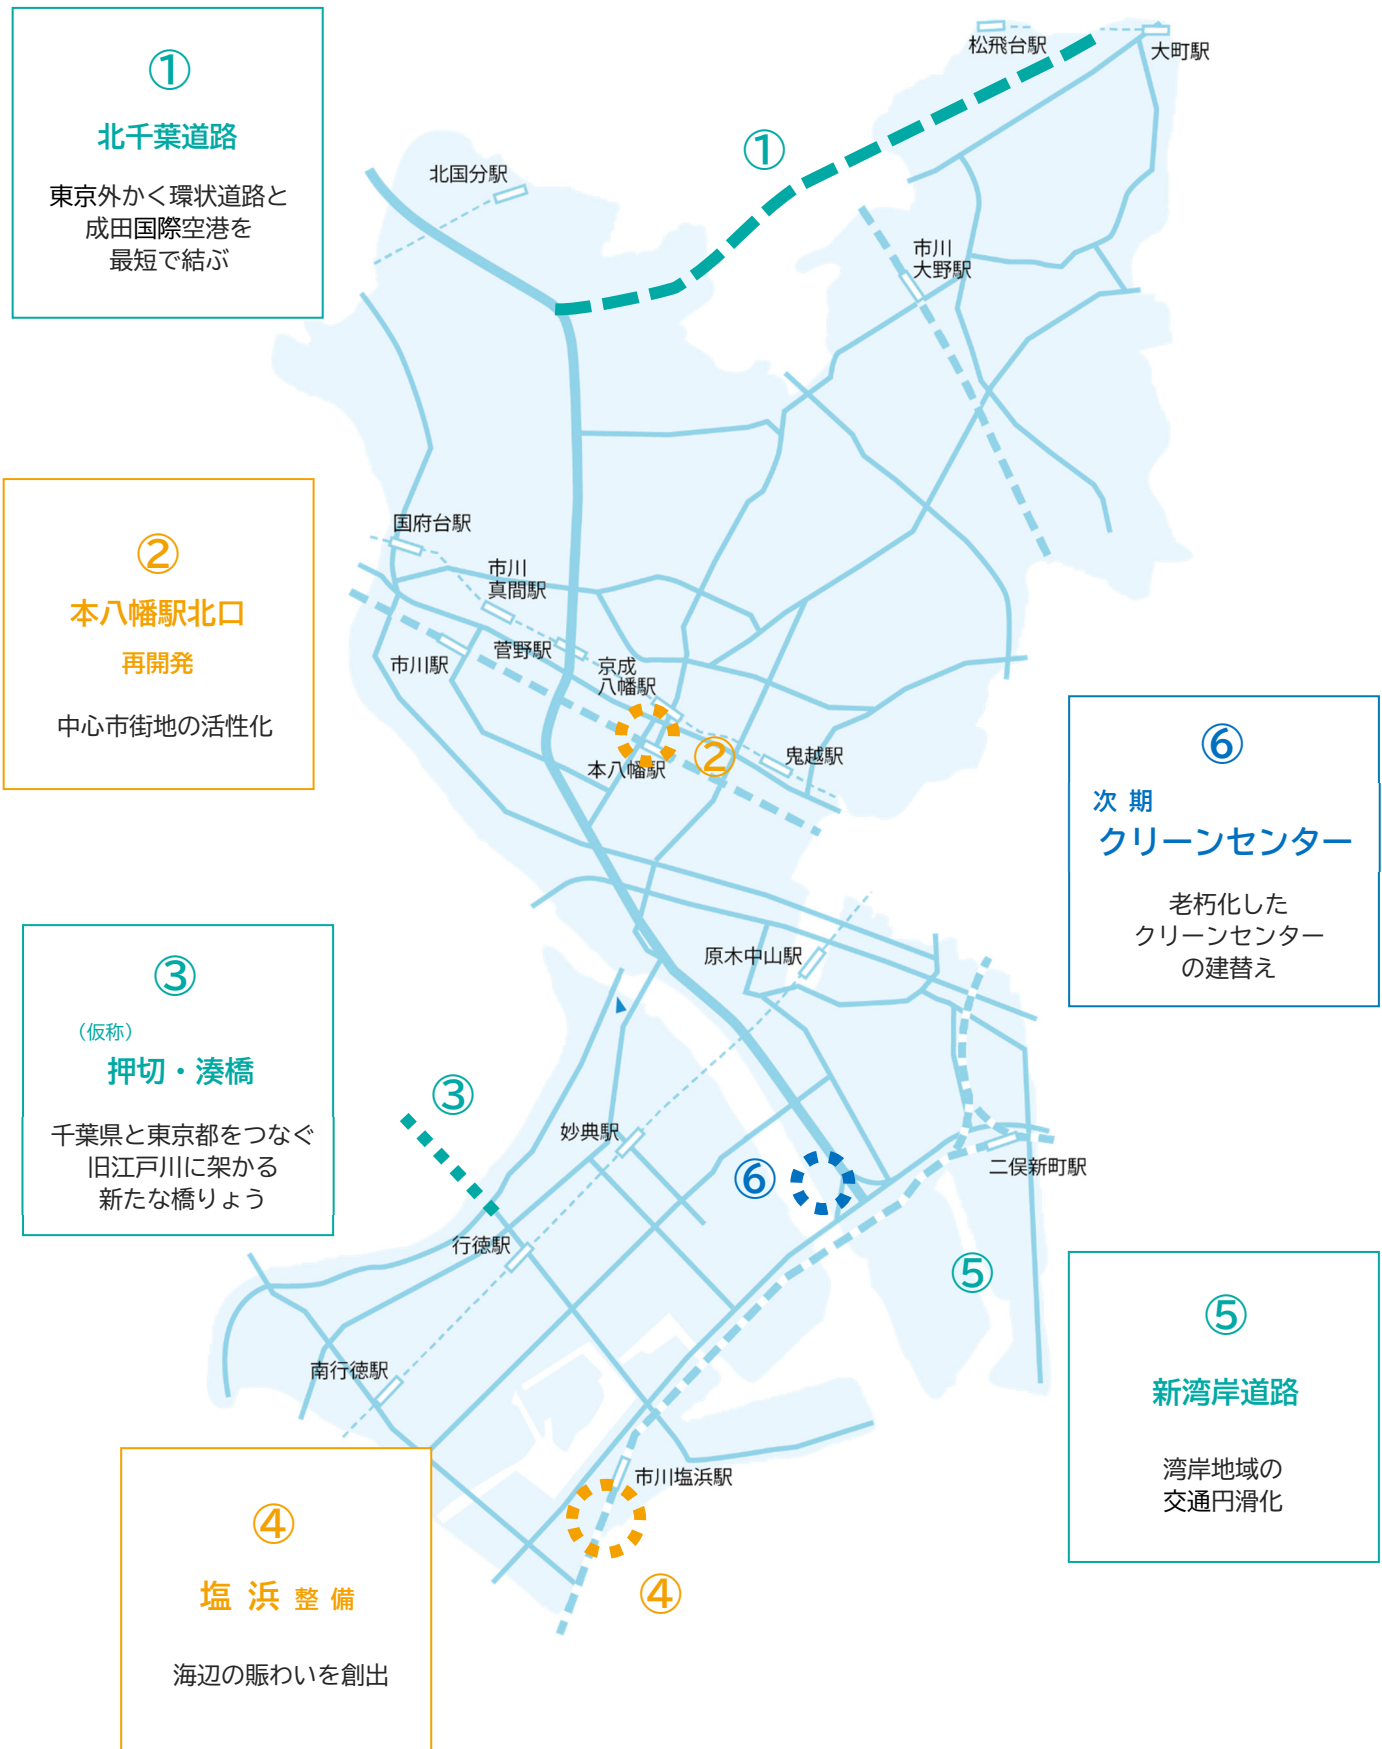 ①
北千葉道路
東京外かく環状道路と
成田国際空港を
最短で結ぶ
②
本八幡駅北口
再開発
中心市街地の活性化
③
（仮称）
押切・湊橋
千葉県と東京都をつなぐ
旧江戸川に架かる
新たな橋りょう
④
塩 浜 整 備
海辺の賑わいを創出
⑥
次 期
クリーンセンター
老朽化した
クリーンセンター
の建替え
⑤
新湾岸道路
湾岸地域の
交通円滑化
松飛台駅
大町駅
①
北国分駅
市川
大野駅
国府台駅
市川
真間駅
菅野駅
市川駅
京成
八幡駅
②
鬼越駅
本八幡駅
原木中山駅
③
妙典駅
⑥
二俣新町駅
行徳駅
⑤
南行徳駅
市川塩浜駅
④